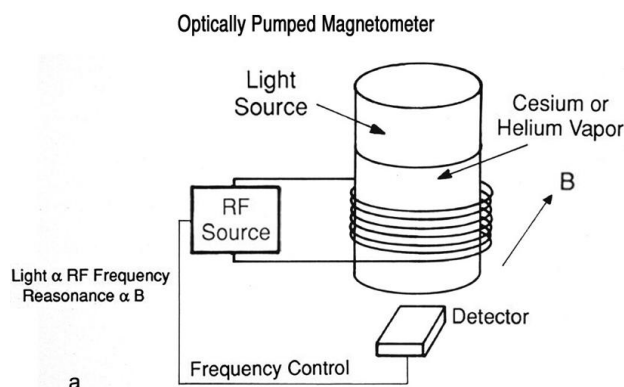 Optically Pumped Magnetometer
Light
Source
Cesium or
Helium Vapor
B
RF
Source
Light α RF Frequency
Reasonance α B
Detector
Frequency Control
a